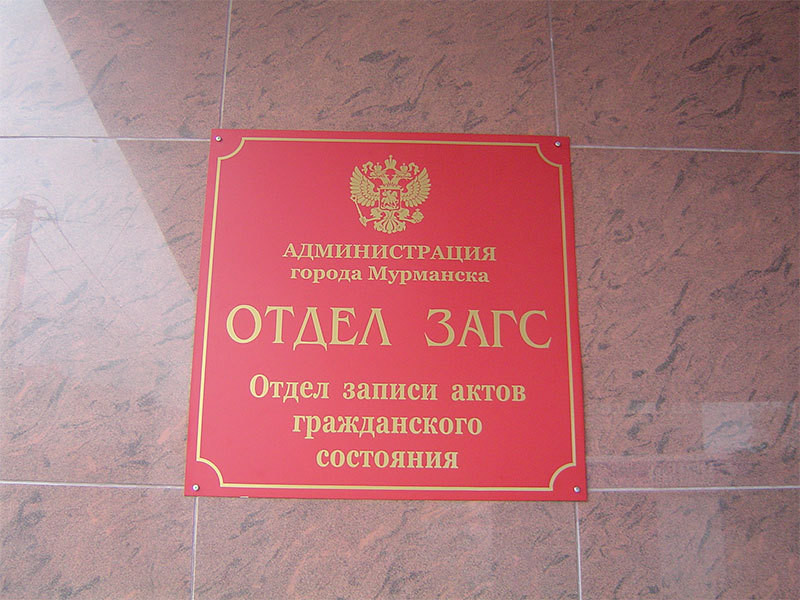 АДМИНИСТРАЦИЯ
города Мурманска
ОТДЕЛ ЗАГС
Отдел записи актов
гражданского
состояния